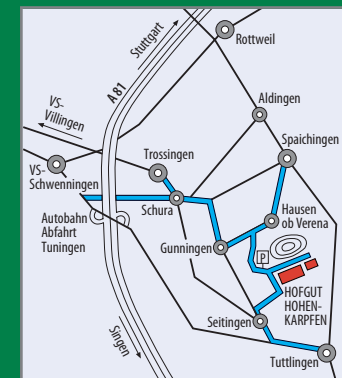 Stuttgart
Rottweil
A 81
VS-
Villingen
Aldingen
Spaichingen
Trossingen
VS-
Schwenningen
Schura
Hausen
ob Verena
Autobahn
Abfahrt
Tuningen
Gunningen
P
HOFGUT
HOHEN-
KARPFEN
Seitingen
Singen
Tuttlingen